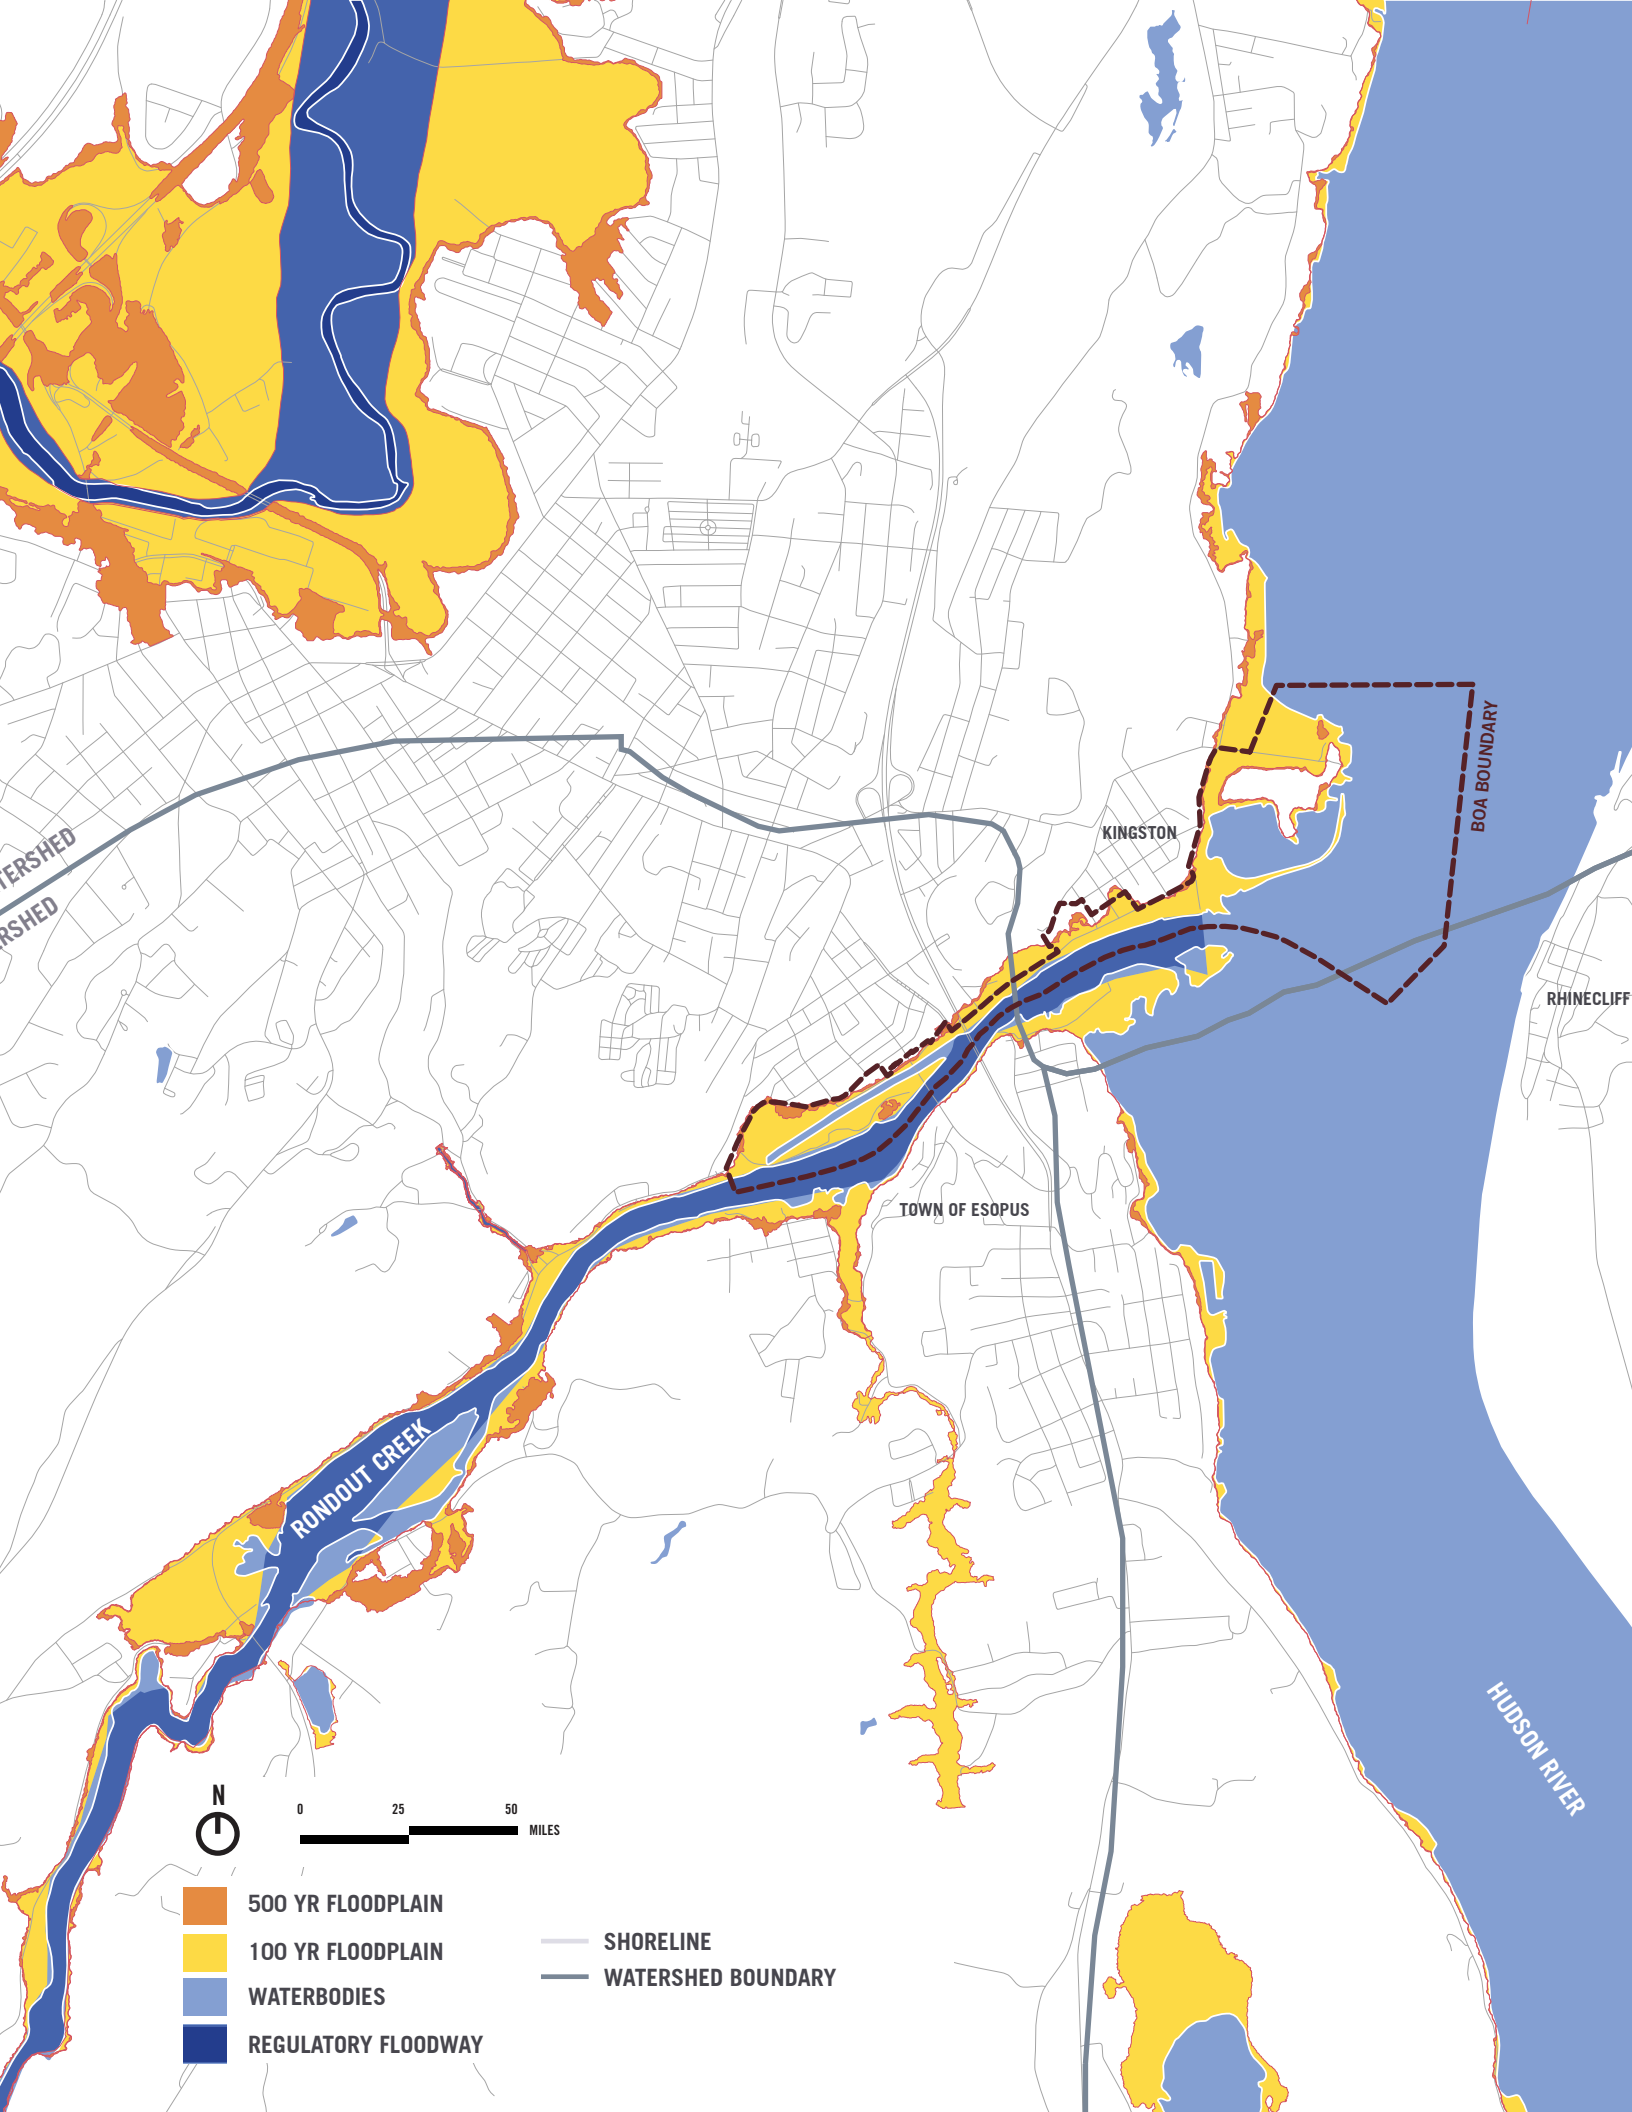 BOA BOUNDARY
KINGSTON
TERSHED
RSHED
RHINECLIFF
TOWN OF ESOPUS
RONDOUT CREEK
HUDSON RIVER
N
0 25 50 MILES
500 YR FLOODPLAIN
100 YR FLOODPLAIN
WATERBODIES
REGULATORY FLOODWAY
SHORELINE
WATERSHED BOUNDARY